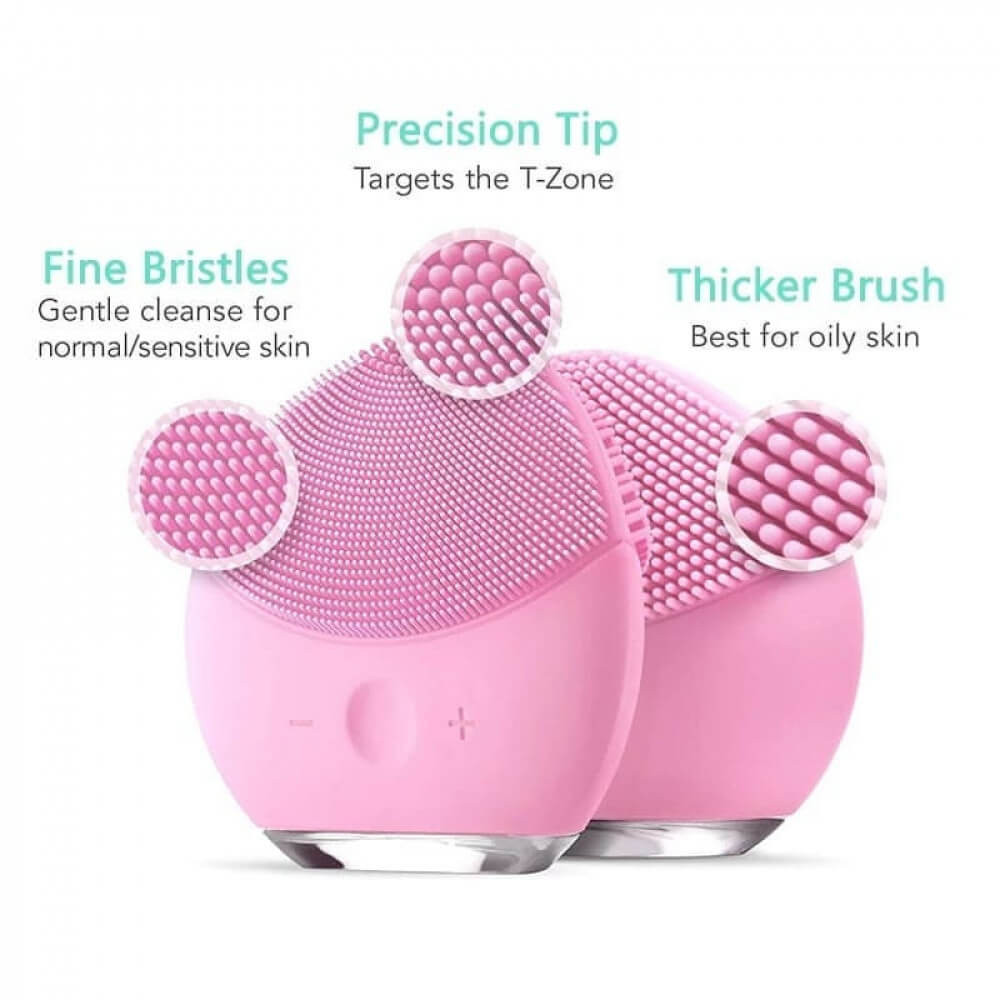 Precision Tip
Targets the T-Zone
Fine Bristles
Gentle cleanse for
normal/sensitive skin
Thicker Brush
Best for oily skin